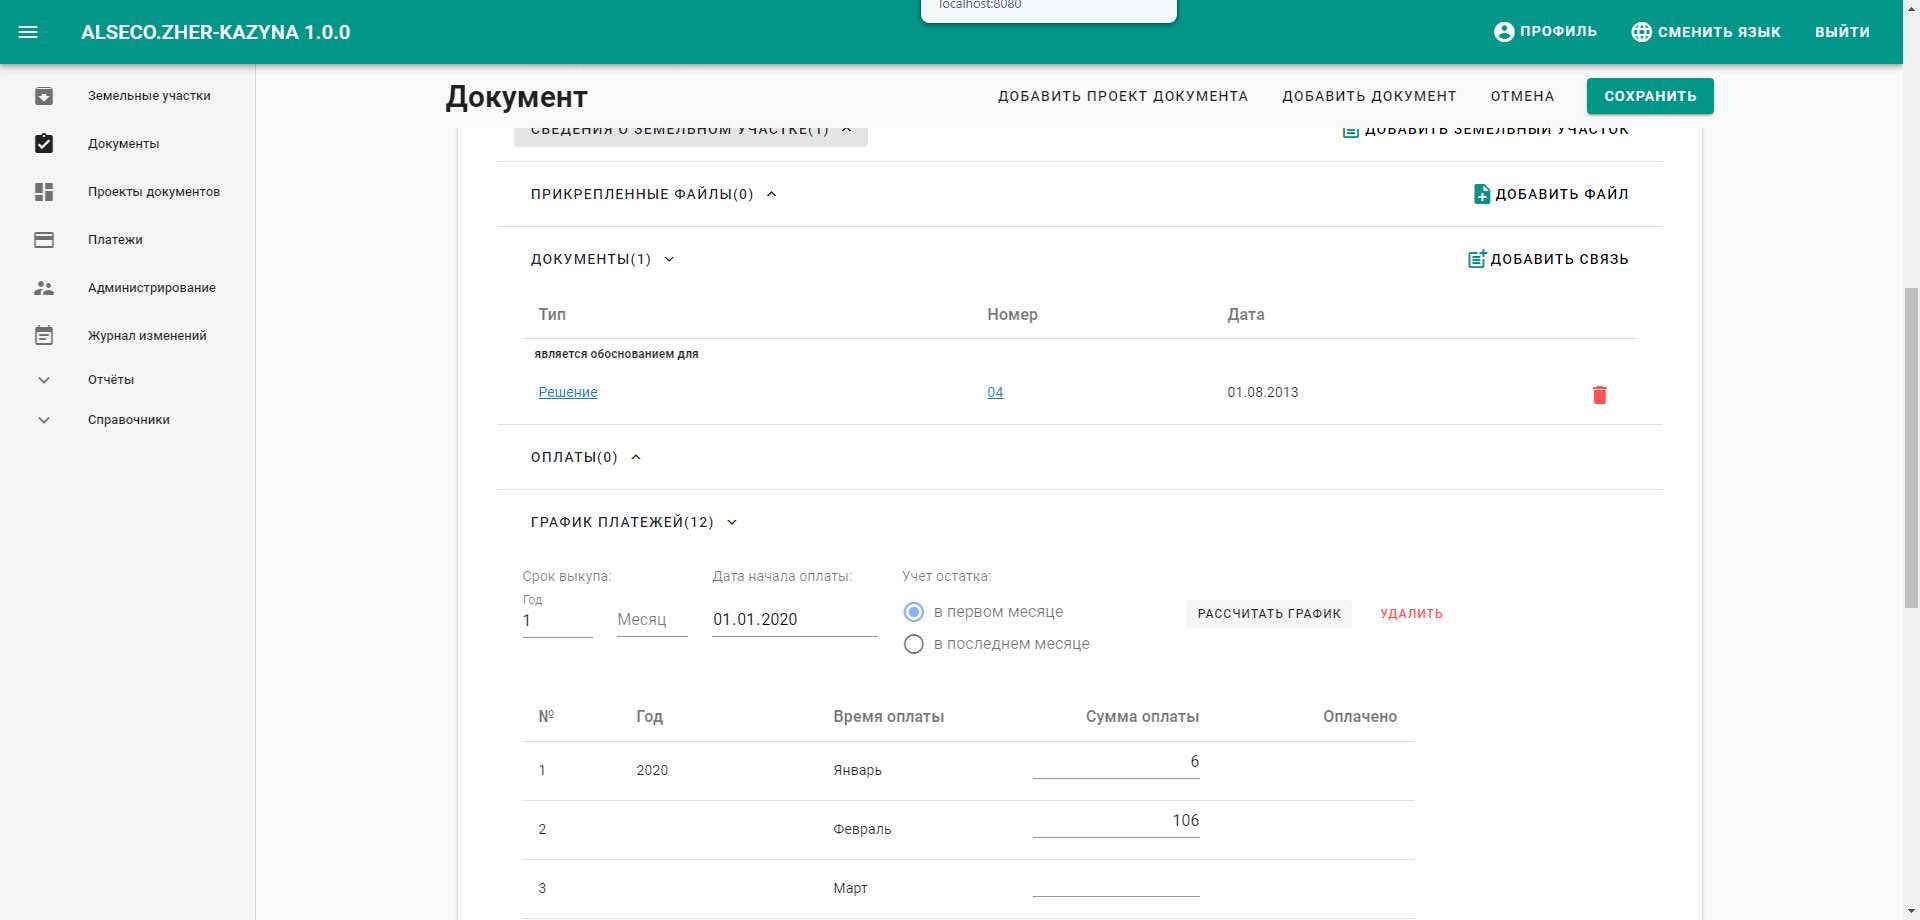 localhost:8080
ALSECO.ZHER-KAZYNA 1.0.0
ПРОФИЛЬ
СМЕНИТЬ ЯЗЫК
ВЫЙТИ
Земельные участки
Документы
Проекты документов
Платежи
Администрирование
Журнал изменений
Отчёты
Справочники
Документ
ДОБАВИТЬ ПРОЕКТ ДОКУМЕНТА
ДОБАВИТЬ ДОКУМЕНТ
ОТМЕНА
СОХРАНИТЬ
СВЕДЕНИЯ О ЗЕМЕЛЬНОМ УЧАСТКЕ(1)
ДОБАВИТЬ ЗЕМЕЛЬНЫЙ УЧАСТОК
ПРИКРЕПЛЕННЫЕ ФАЙЛЫ(0)
ДОБАВИТЬ ФАЙЛ
ДОКУМЕНТЫ(1)
ДОБАВИТЬ СВЯЗЬ
Тип Номер Дата
является обоснованием для
Решение 04 01.08.2013
ОПЛАТЫ(0)
ГРАФИК ПЛАТЕЖЕЙ(12)
Срок выкупа: Дата начала оплаты: Учет остатка:
Год
1 Месяц 01.01.2020
в первом месяце
в последнем месяце
РАССЧИТАТЬ ГРАФИК
УДАЛИТЬ
№ Год Время оплаты Сумма оплаты Оплачено
1 2020 Январь 6
2 Февраль 106
3 Март